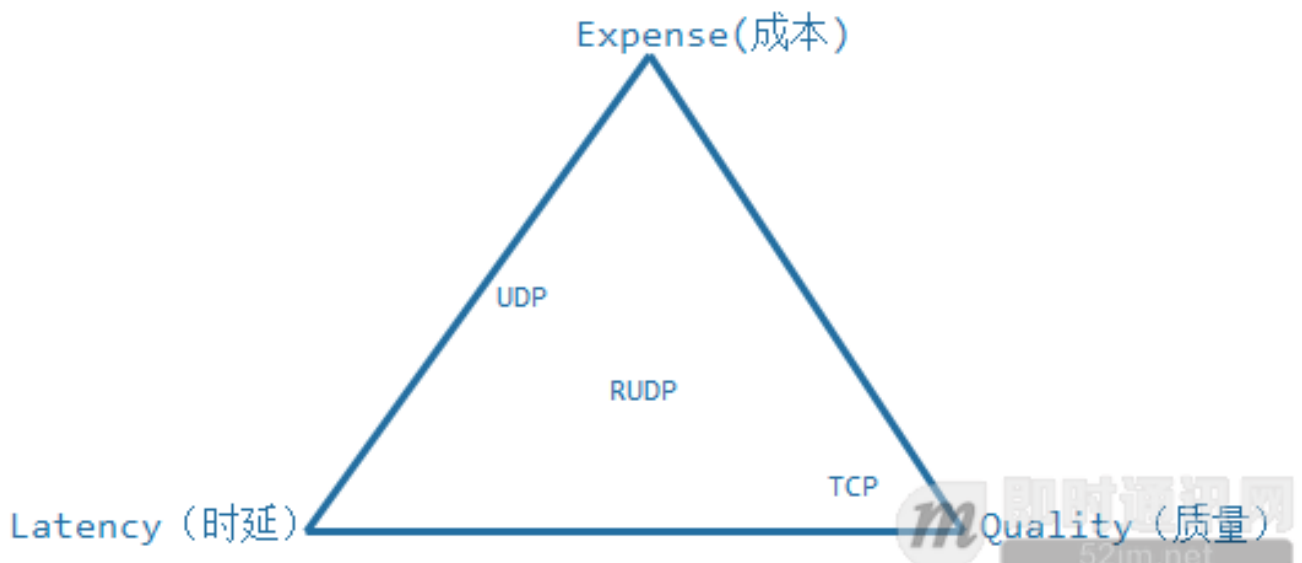 Expense(成本)
UDP
RUDP
TCP
Latency（时延）
Quality（质量）
即时通讯网
52im.net